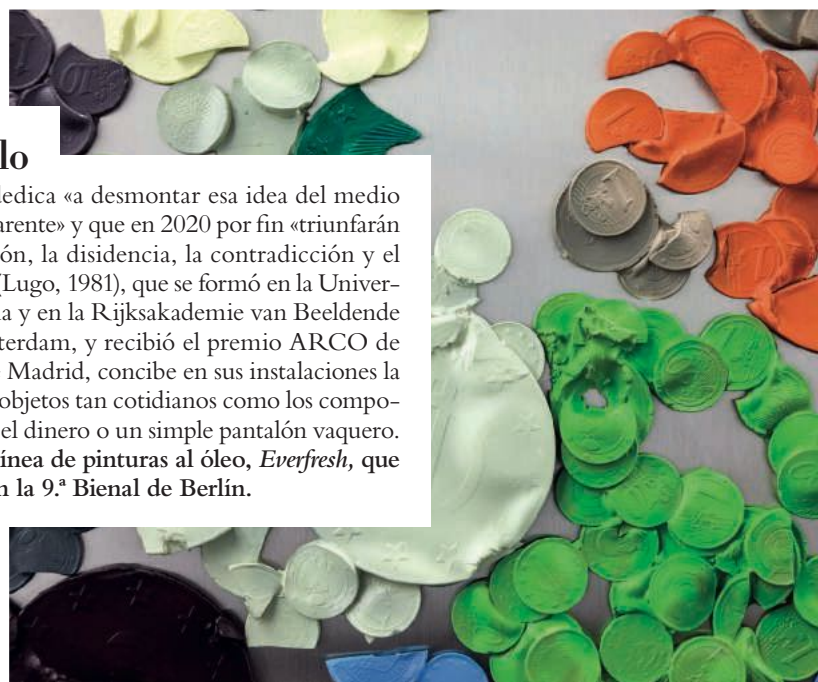 lo
edica «a desmontar esa idea del medio
arente» y que en 2020 por fin «triunfarán
ón, la disidencia, la contradicción y el
(Lugo, 1981), que se formó en la Univer-
a y en la Rijksakademie van Beeldende
terdam, y recibió el premio ARCO de
Madrid, concibe en sus instalaciones la
objetos tan cotidianos como los compo-
el dinero o un simple pantalón vaquero.
ínea de pinturas al óleo, Everfresh, que
n la 9.ª Bienal de Berlín.